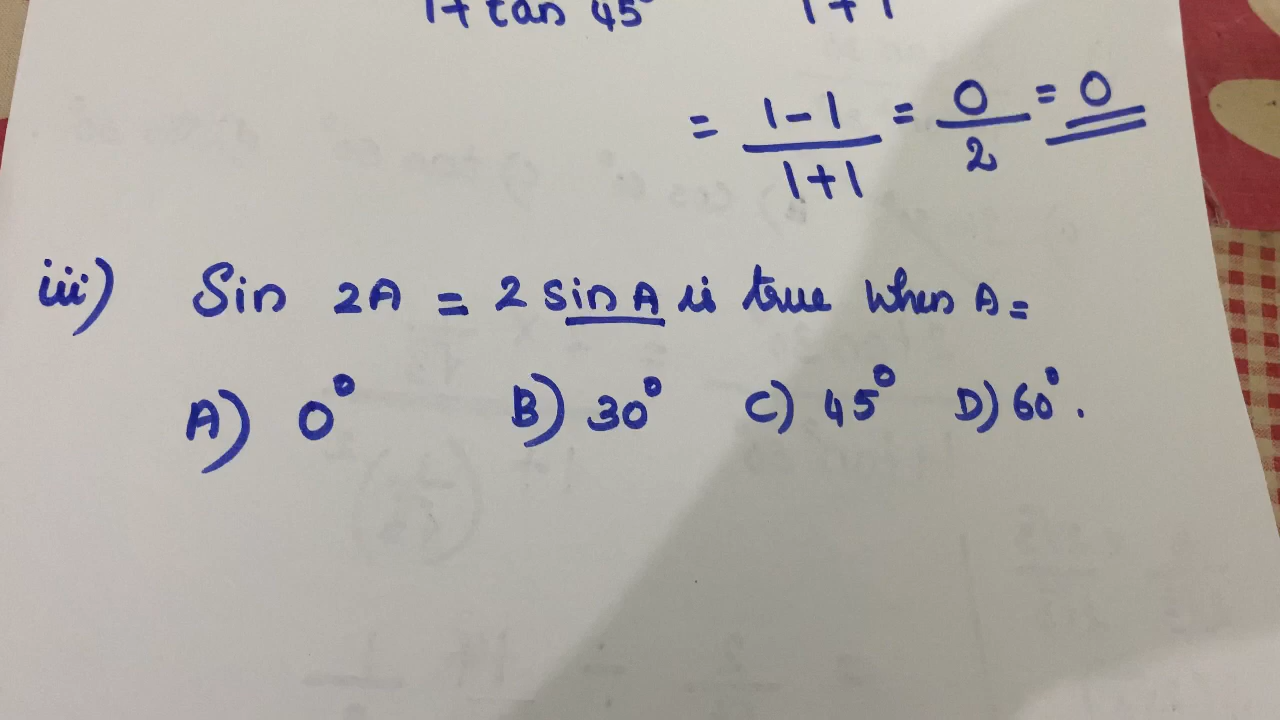 1+ tan 45° 1+1
= 1-1/1+1 = 0/2 = 0
iii) Sin 2A = 2 sin A is true when A=
A) 0° B) 30° C) 45° D) 60°.